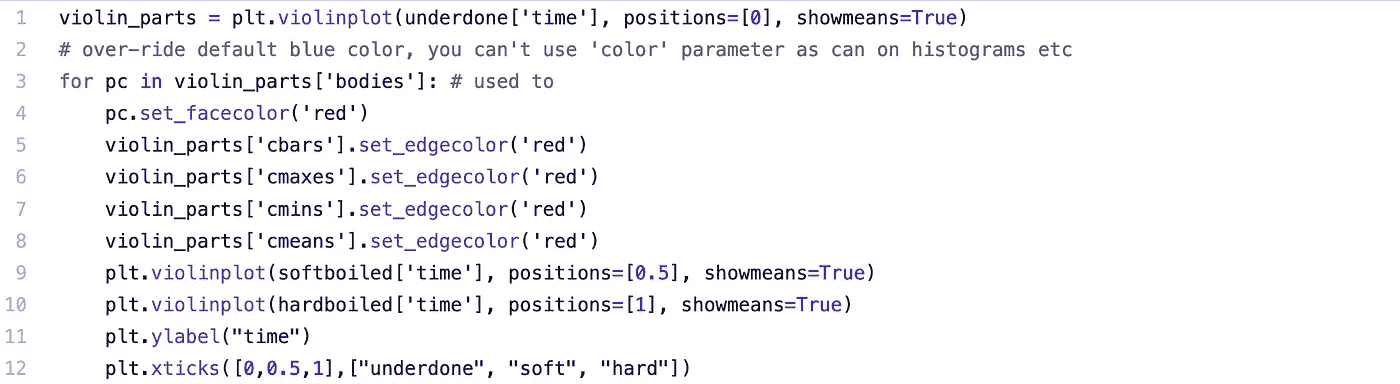 1 violin_parts = plt.violinplot(underdone['time'], positions=[0], showmeans=True)
2 # over-ride default blue color, you can't use 'color' parameter as can on histograms etc
3 for pc in violin_parts['bodies']: # used to
4     pc.set_facecolor('red')
5     violin_parts['cbars'].set_edgecolor('red')
6     violin_parts['cmaxes'].set_edgecolor('red')
7     violin_parts['cmins'].set_edgecolor('red')
8     violin_parts['cmeans'].set_edgecolor('red')
9     plt.violinplot(softboiled['time'], positions=[0.5], showmeans=True)
10     plt.violinplot(hardboiled['time'], positions=[1], showmeans=True)
11     plt.ylabel("time")
12     plt.xticks([0,0.5,1],["underdone", "soft", "hard"])